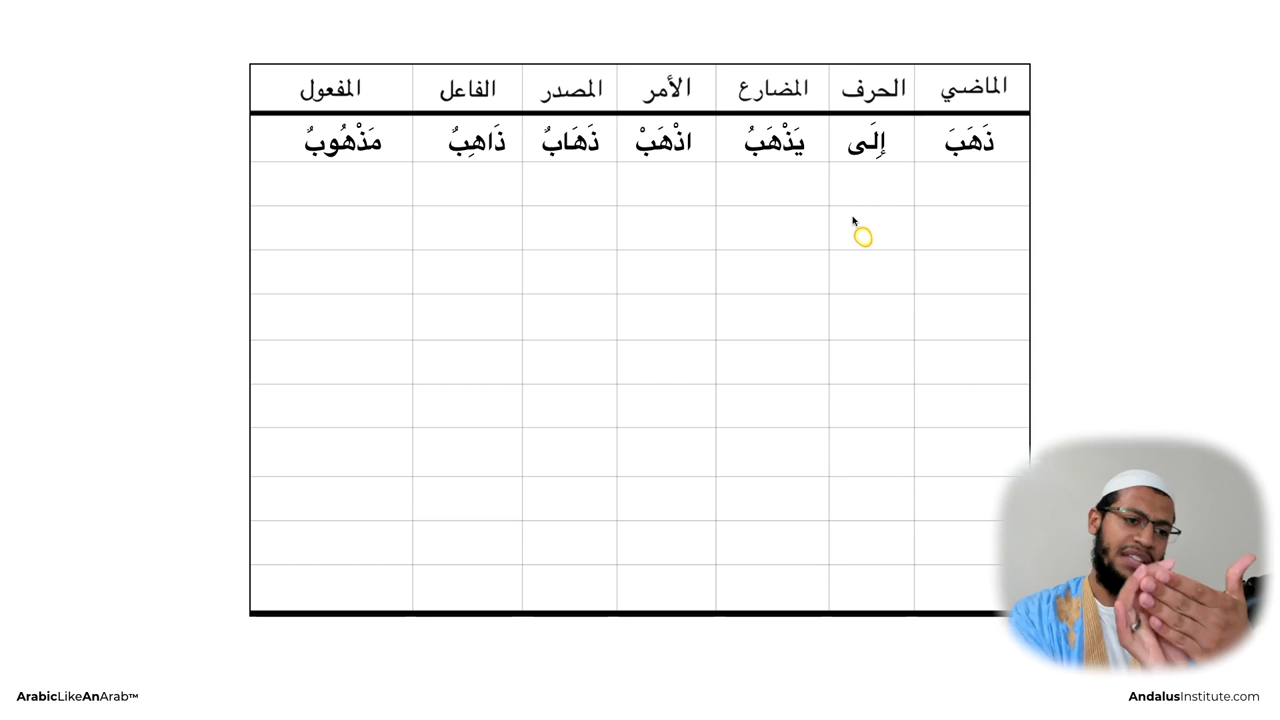 الماضي الحرف المضارع الأمر المصدر الفاعل المفعول
ذَهَبَ إِلَى يَذْهَبُ اذْهَبْ ذَهَابٌ ذَاهِبٌ مَذْهُوبٌ
ArabicLikeAnArab™
AndalusInstitute.com